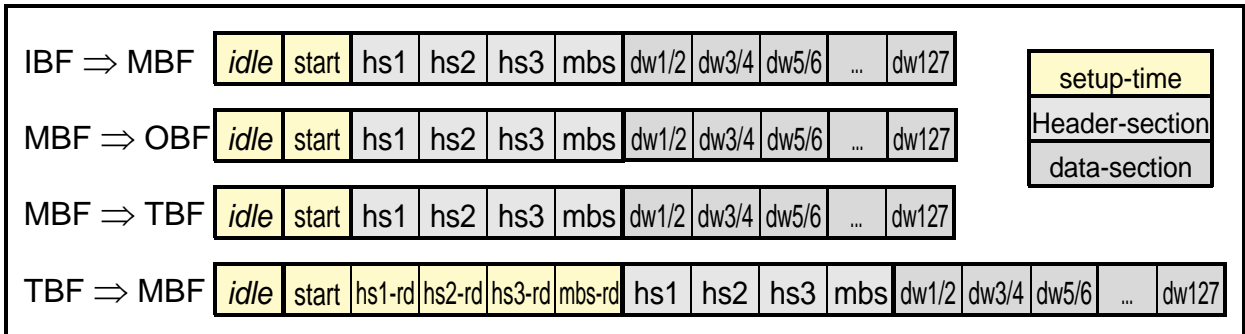 IBF ⇒ MBF idle start hs1 hs2 hs3 mbs dw1/2 dw3/4 dw5/6 ... dw127
MBF ⇒ OBF idle start hs1 hs2 hs3 mbs dw1/2 dw3/4 dw5/6 ... dw127
MBF ⇒ TBF idle start hs1 hs2 hs3 mbs dw1/2 dw3/4 dw5/6 ... dw127
TBF ⇒ MBF idle start hs1-rd hs2-rd hs3-rd mbs-rd hs1 hs2 hs3 mbs dw1/2 dw3/4 dw5/6 ... dw127
setup-time
Header-section
data-section